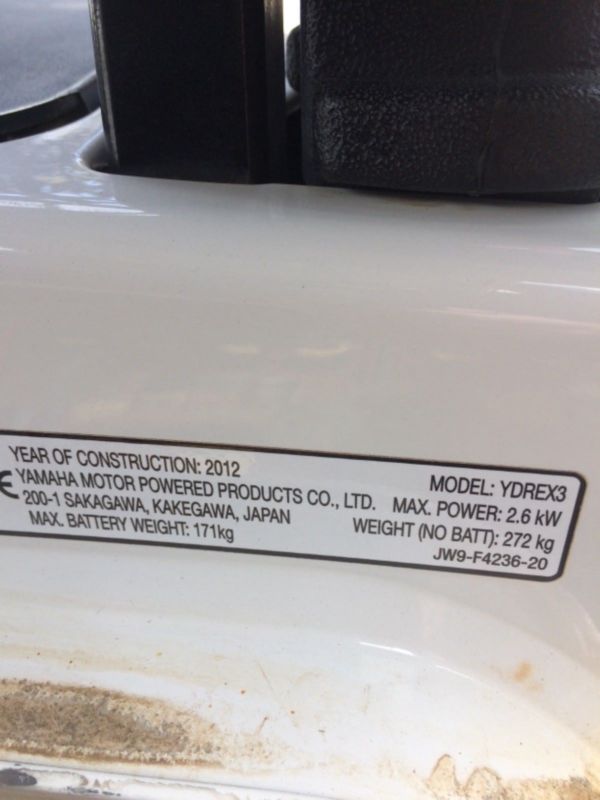 YEAR OF CONSTRUCTION: 2012
CE YAMAHA MOTOR POWERED PRODUCTS CO., LTD.
200-1 SAKAGAWA, KAKEGAWA, JAPAN
MAX. BATTERY WEIGHT: 171kg
MODEL: YDREX3
MAX. POWER: 2.6 kW
WEIGHT (NO BATT): 272 kg
JW9-F4236-20